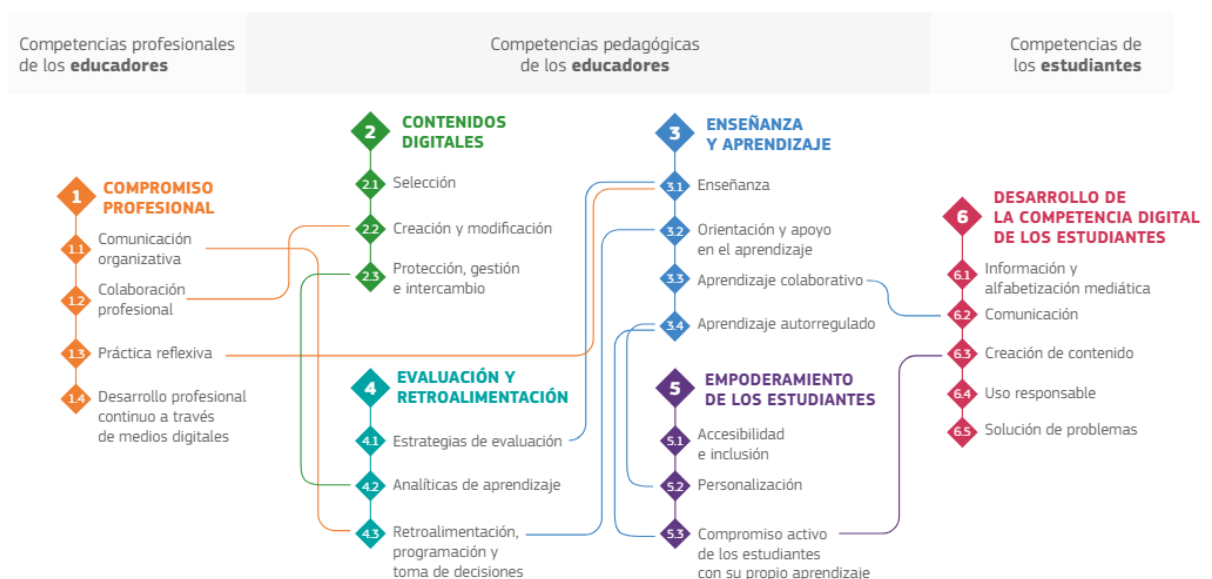 Competencias profesionales
de los educadores
Competencias pedagógicas
de los educadores
Competencias de
los estudiantes
1
COMPROMISO
PROFESIONAL
1.1 Comunicación
organizativa
1.2 Colaboración
profesional
1.3 Práctica reflexiva
1.4 Desarrollo profesional
continuo a través
de medios digitales
2
CONTENIDOS
DIGITALES
2.1 Selección
2.2 Creación y modificación
2.3 Protección, gestión
e intercambio
3
ENSEÑANZA
Y APRENDIZAJE
3.1 Enseñanza
3.2 Orientación y apoyo
en el aprendizaje
3.3 Aprendizaje colaborativo
3.4 Aprendizaje autorregulado
4
EVALUACIÓN Y
RETROALIMENTACIÓN
4.1 Estrategias de evaluación
4.2 Analíticas de aprendizaje
4.3 Retroalimentación,
programación y
toma de decisiones
5
EMPODERAMIENTO
DE LOS ESTUDIANTES
5.1 Accesibilidad
e inclusión
5.2 Personalización
5.3 Compromiso activo
de los estudiantes
con su propio aprendizaje
6
DESARROLLO DE
LA COMPETENCIA DIGITAL
DE LOS ESTUDIANTES
6.1 Información y
alfabetización mediática
6.2 Comunicación
6.3 Creación de contenido
6.4 Uso responsable
6.5 Solución de problemas